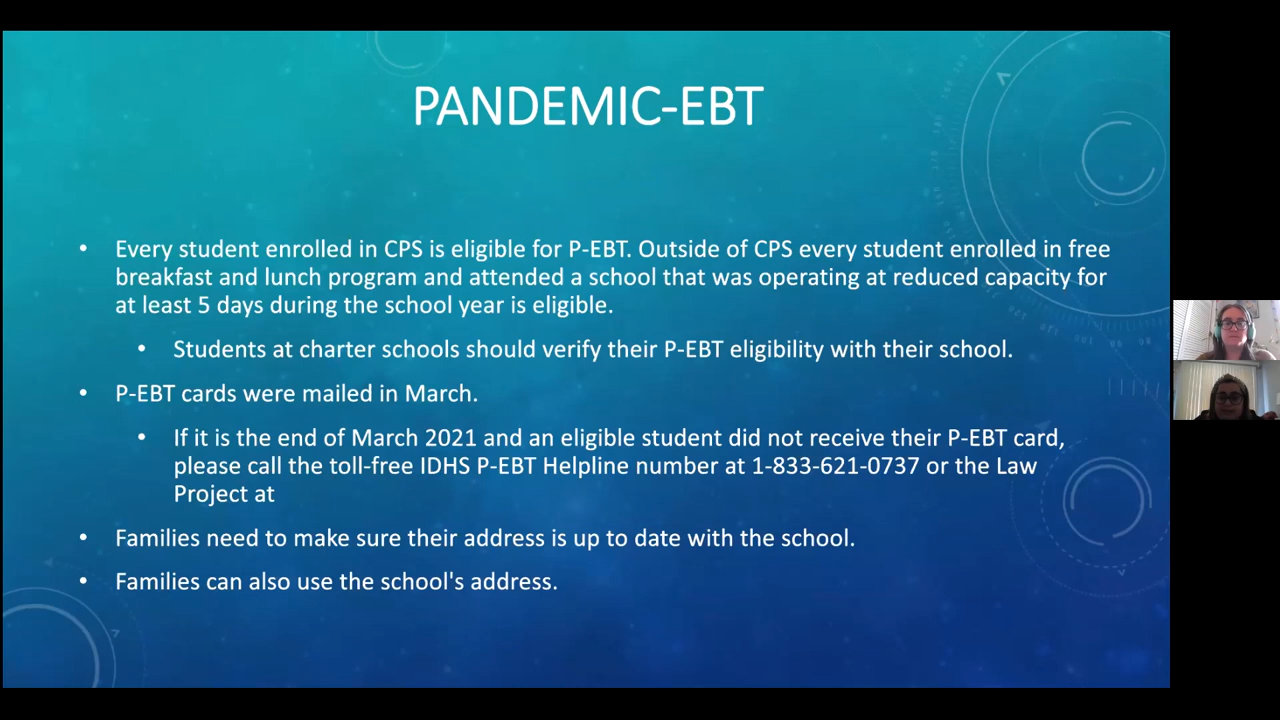 PANDEMIC-EBT
• Every student enrolled in CPS is eligible for P-EBT. Outside of CPS every student enrolled in free
breakfast and lunch program and attended a school that was operating at reduced capacity for
at least 5 days during the school year is eligible.
• Students at charter schools should verify their P-EBT eligibility with their school.
• P-EBT cards were mailed in March.
• If it is the end of March 2021 and an eligible student did not receive their P-EBT card,
please call the toll-free IDHS P-EBT Helpline number at 1-833-621-0737 or the Law
Project at
• Families need to make sure their address is up to date with the school.
• Families can also use the school's address.